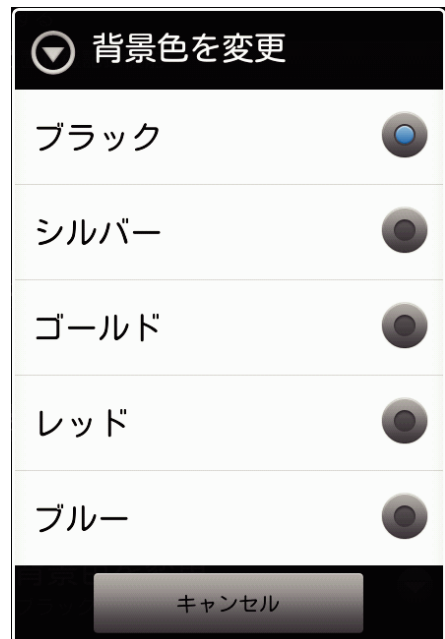 背景色を変更
ブラック
シルバー
ゴールド
レッド
ブルー
キャンセル